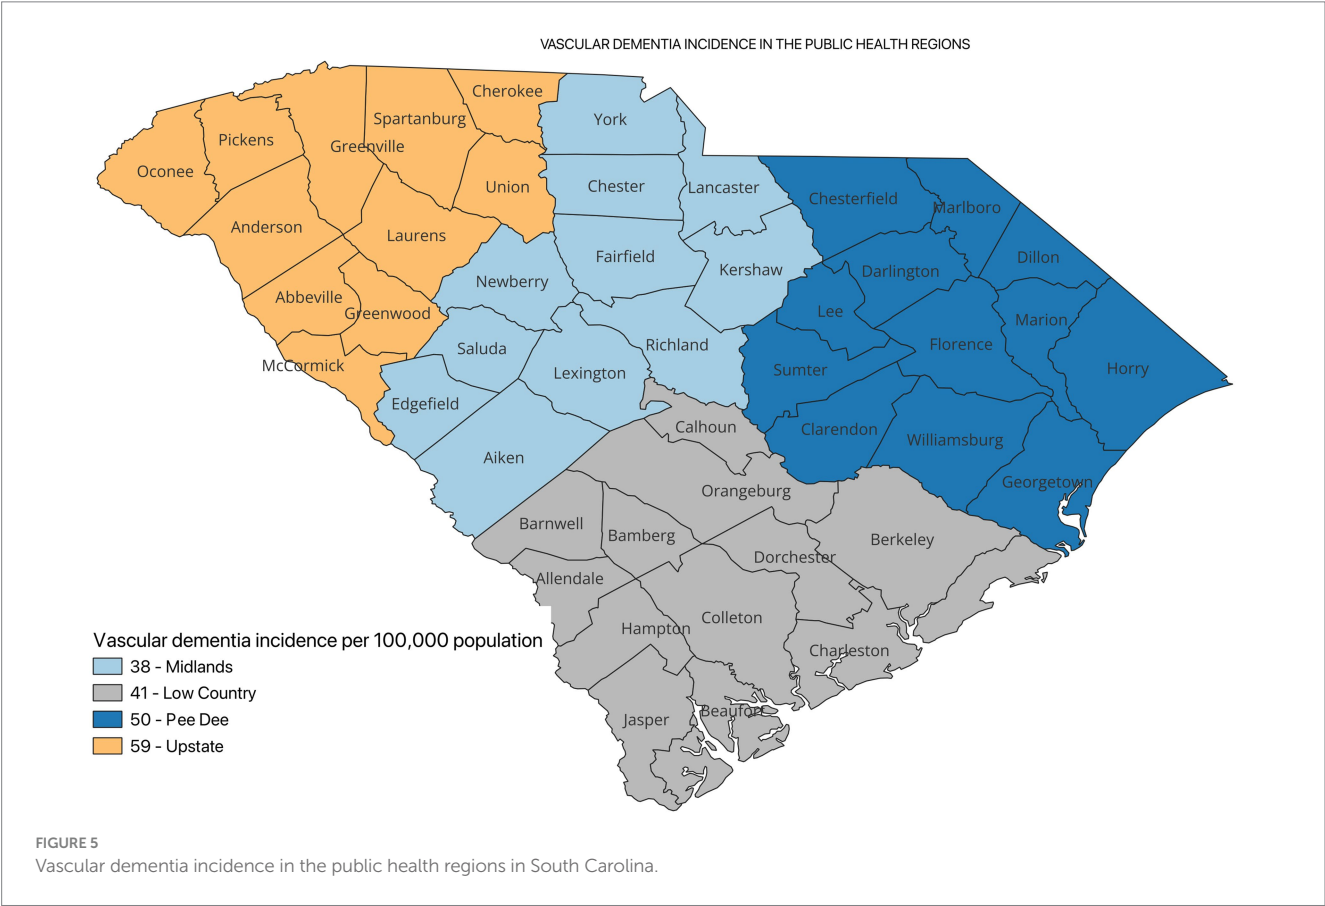 VASCULAR DEMENTIA INCIDENCE IN THE PUBLIC HEALTH REGIONS
Cherokee
Spartanburg
York
Pickens
Greenville
Oconee
Union
Chester
Lancaster
Chesterfield
Marlboro
Anderson
Laurens
Fairfield
Kershaw
Darlington
Dillon
Newberry
Abbeville
Greenwood
Lee
Marion
Saluda
Richland
Florence
McCormick
Lexington
Sumter
Horry
Edgefield
Calhoun
Clarendon
Williamsburg
Aiken
Orangeburg
Georgetown
Barnwell
Bamberg
Berkeley
Dorchester
Allendale
Colleton
Hampton
Charleston
Jasper
Beaufort
Vascular dementia incidence per 100,000 population
38 - Midlands
41 - Low Country
50 - Pee Dee
59 - Upstate
FIGURE 5
Vascular dementia incidence in the public health regions in South Carolina.